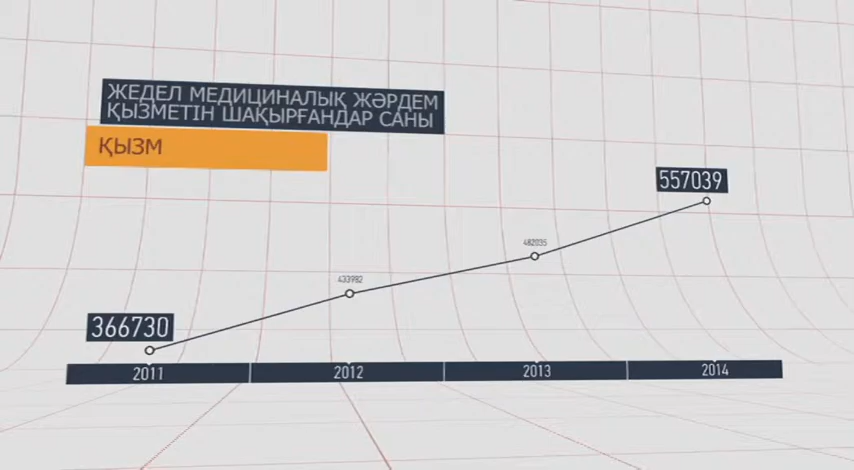 ЖЕДЕЛ МЕДИЦИНАЛЫҚ ЖӘРДЕМ
ҚЫЗМЕТІН ШАҚЫРҒАНДАР САНЫ
ҚЫЗМ
557039
482035
433982
366730
2011 2012 2013 2014